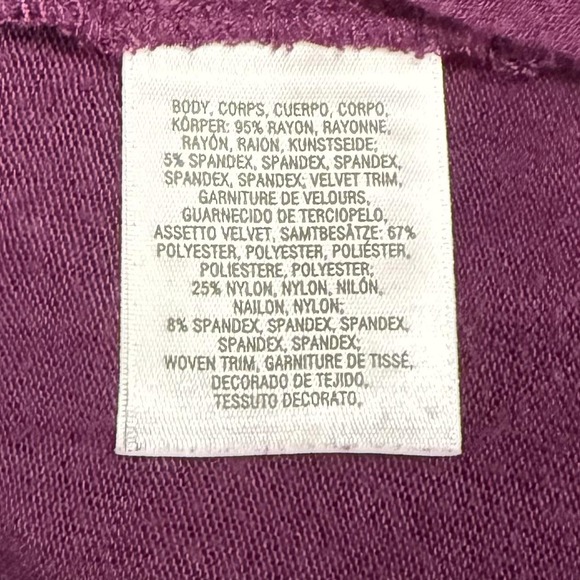 BODY, CORPS, CUERPO, CORPO,
KÖRPER: 95% RAYON, RAYONNE,
RAYÓN, RAION, KUNSTSEIDE;
5% SPANDEX, SPANDEX, SPANDEX,
SPANDEX, SPANDEX; VELVET TRIM,
GARNITURE DE VELOURS,
GUARNECIDO DE TERCIOPELO,
ASSETTO VELVET, SAMTBESÄTZE: 67%
POLYESTER, POLYESTER, POLIÉSTER,
POLIESTERE, POLYESTER;
25% NYLON, NYLON, NILÓN,
NAILON, NYLON;
8% SPANDEX, SPANDEX, SPANDEX,
SPANDEX, SPANDEX;
WOVEN TRIM, GARNITURE DE TISSÉ,
DECORADO DE TEJIDO,
TESSUTO DECORATO,